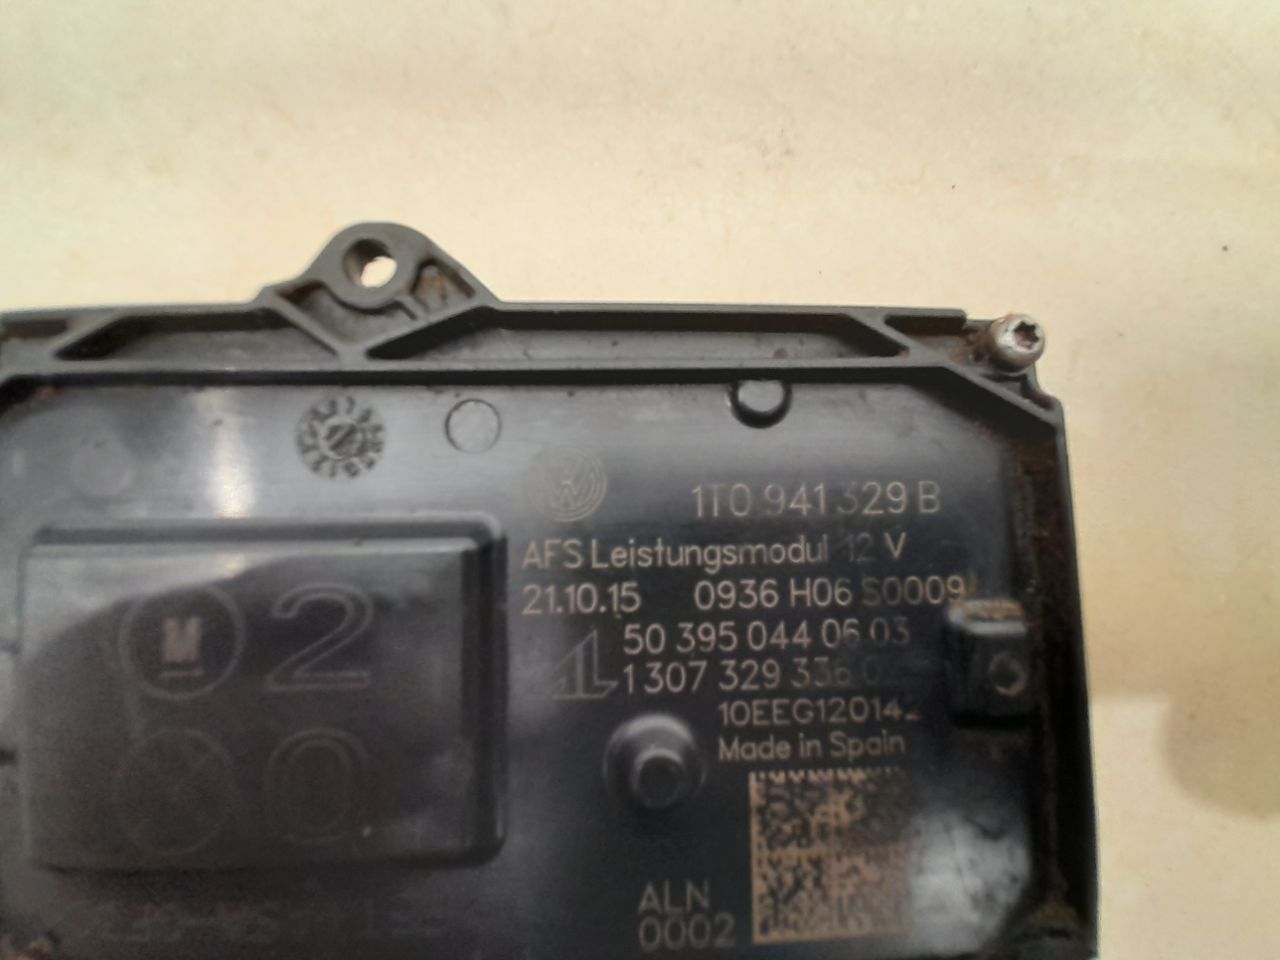 1T0 941 329 B
AFS Leistungsmodul 12 V
21.10.15 0936 H06 S0009
50 395 044 06 03
1 307 329 336
10EEG12014
Made in Spain
M 2
0
ALN
0002